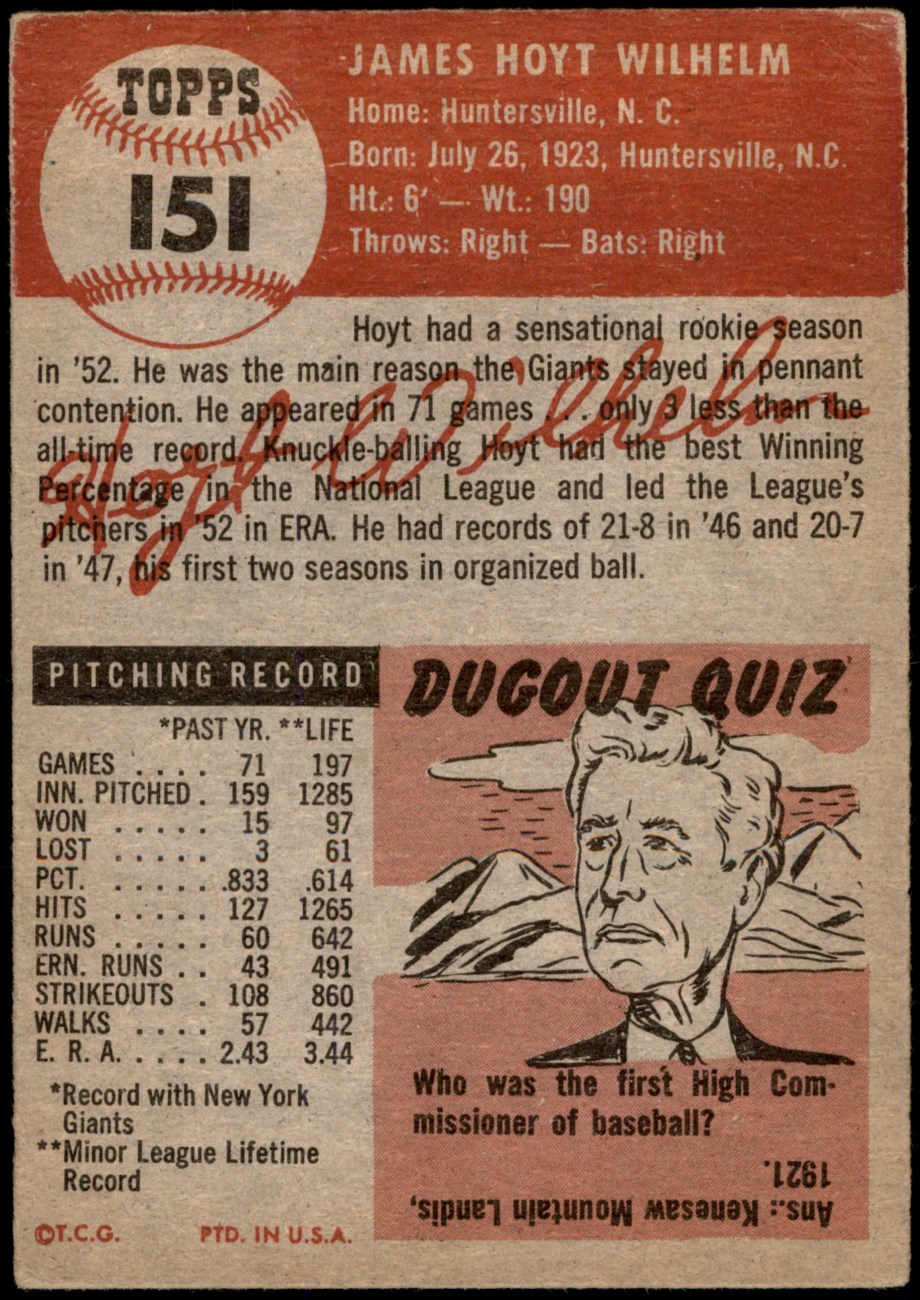 TOPPS
151
JAMES HOYT WILHELM
Home: Huntersville, N. C.
Born: July 26, 1923, Huntersville, N.C.
Ht.: 6' — Wt.: 190
Throws: Right — Bats: Right
Hoyt had a sensational rookie season
in '52. He was the main reason the Giants stayed in pennant
contention. He appeared in 71 games . . . only 3 less than the
all-time record. Knuckle-balling Hoyt had the best Winning
Percentage in the National League and led the League's
pitchers in '52 in ERA. He had records of 21-8 in '46 and 20-7
in '47, his first two seasons in organized ball.
Hoyt Wilhelm
PITCHING RECORD
*PAST YR. **LIFE
GAMES . . . . 71 197
INN. PITCHED . 159 1285
WON . . . . . 15 97
LOST . . . . . 3 61
PCT. . . . . . .833 .614
HITS . . . . . 127 1265
RUNS . . . . . 60 642
ERN. RUNS . . 43 491
STRIKEOUTS . 108 860
WALKS . . . . 57 442
E. R. A. . . . . 2.43 3.44
*Record with New York
Giants
**Minor League Lifetime
Record
©T.C.G. PTD. IN U.S.A.
DUGOUT QUIZ
Who was the first High Com-
missioner of baseball?
Ans.: Kenesaw Mountain Landis,
1921.